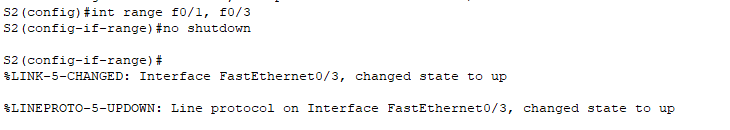 S2(config)#int range f0/1, f0/3
S2(config-if-range)#no shutdown
S2(config-if-range)#
%LINK-5-CHANGED: Interface FastEthernet0/3, changed state to up
%LINEPROTO-5-UPDOWN: Line protocol on Interface FastEthernet0/3, changed state to up